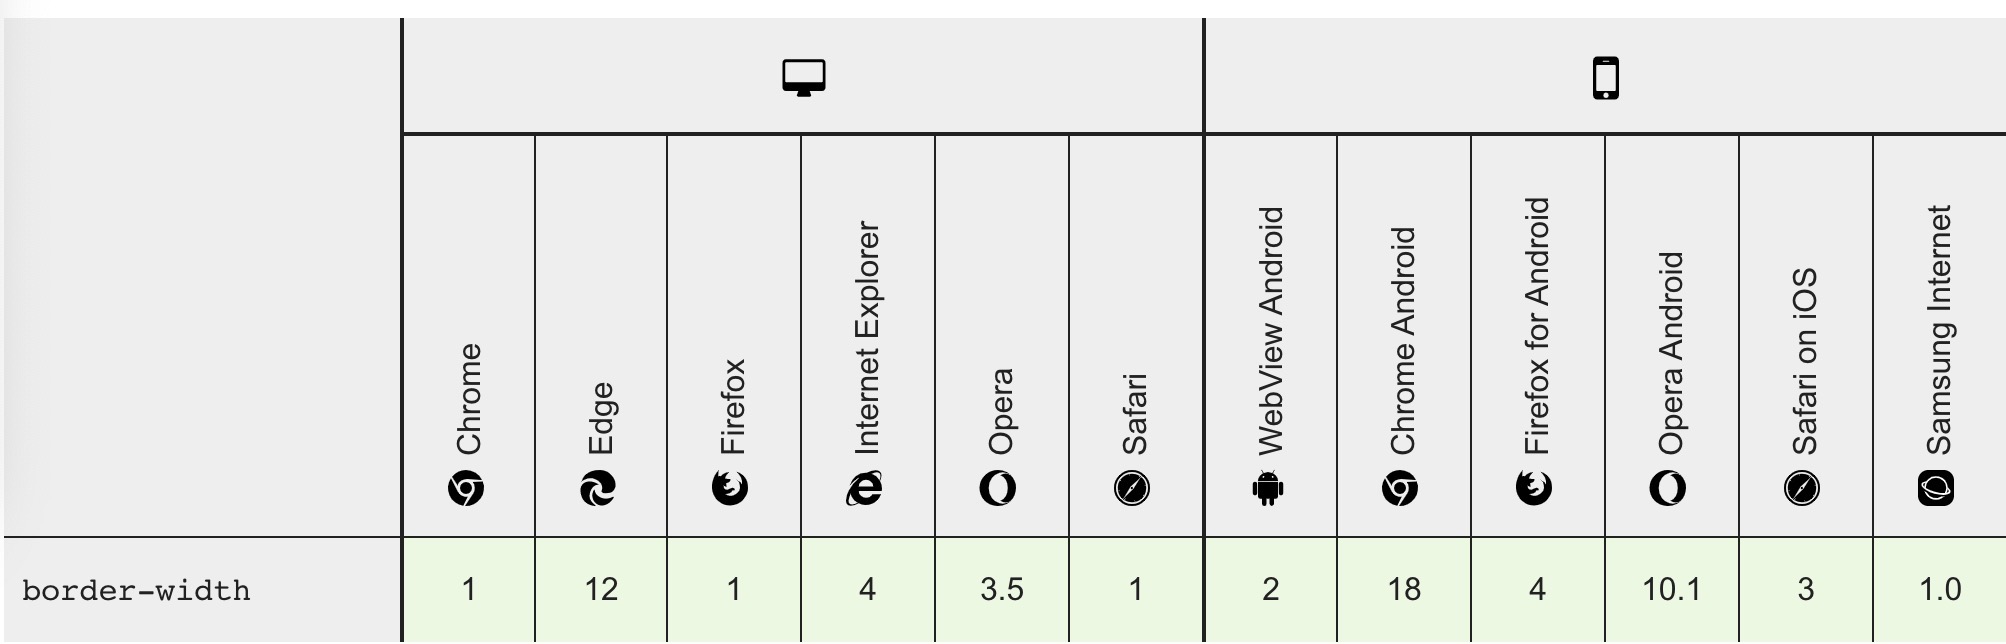 Chrome
Edge
Firefox
Internet Explorer
Opera
Safari
WebView Android
Chrome Android
Firefox for Android
Opera Android
Safari on iOS
Samsung Internet
border-width 1 12 1 4 3.5 1 2 18 4 10.1 3 1.0